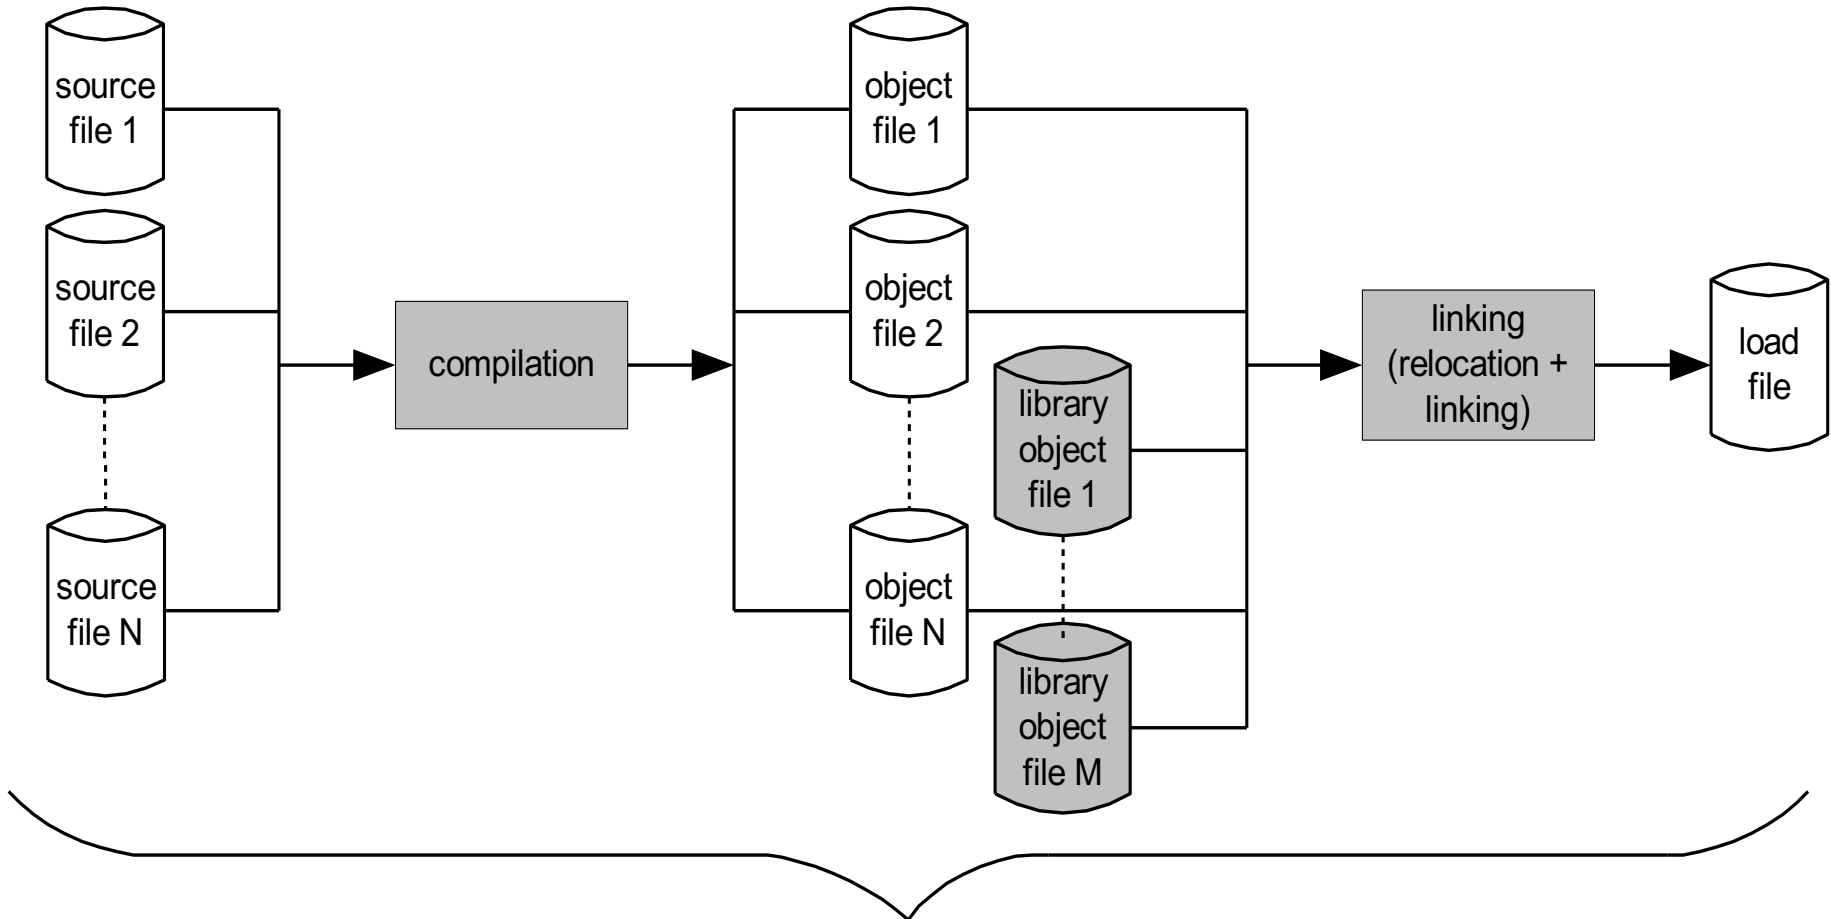 source
file 1
source
file 2
source
file N
compilation
object
file 1
object
file 2
object
file N
library
object
file 1
library
object
file M
linking
(relocation +
linking)
load
file